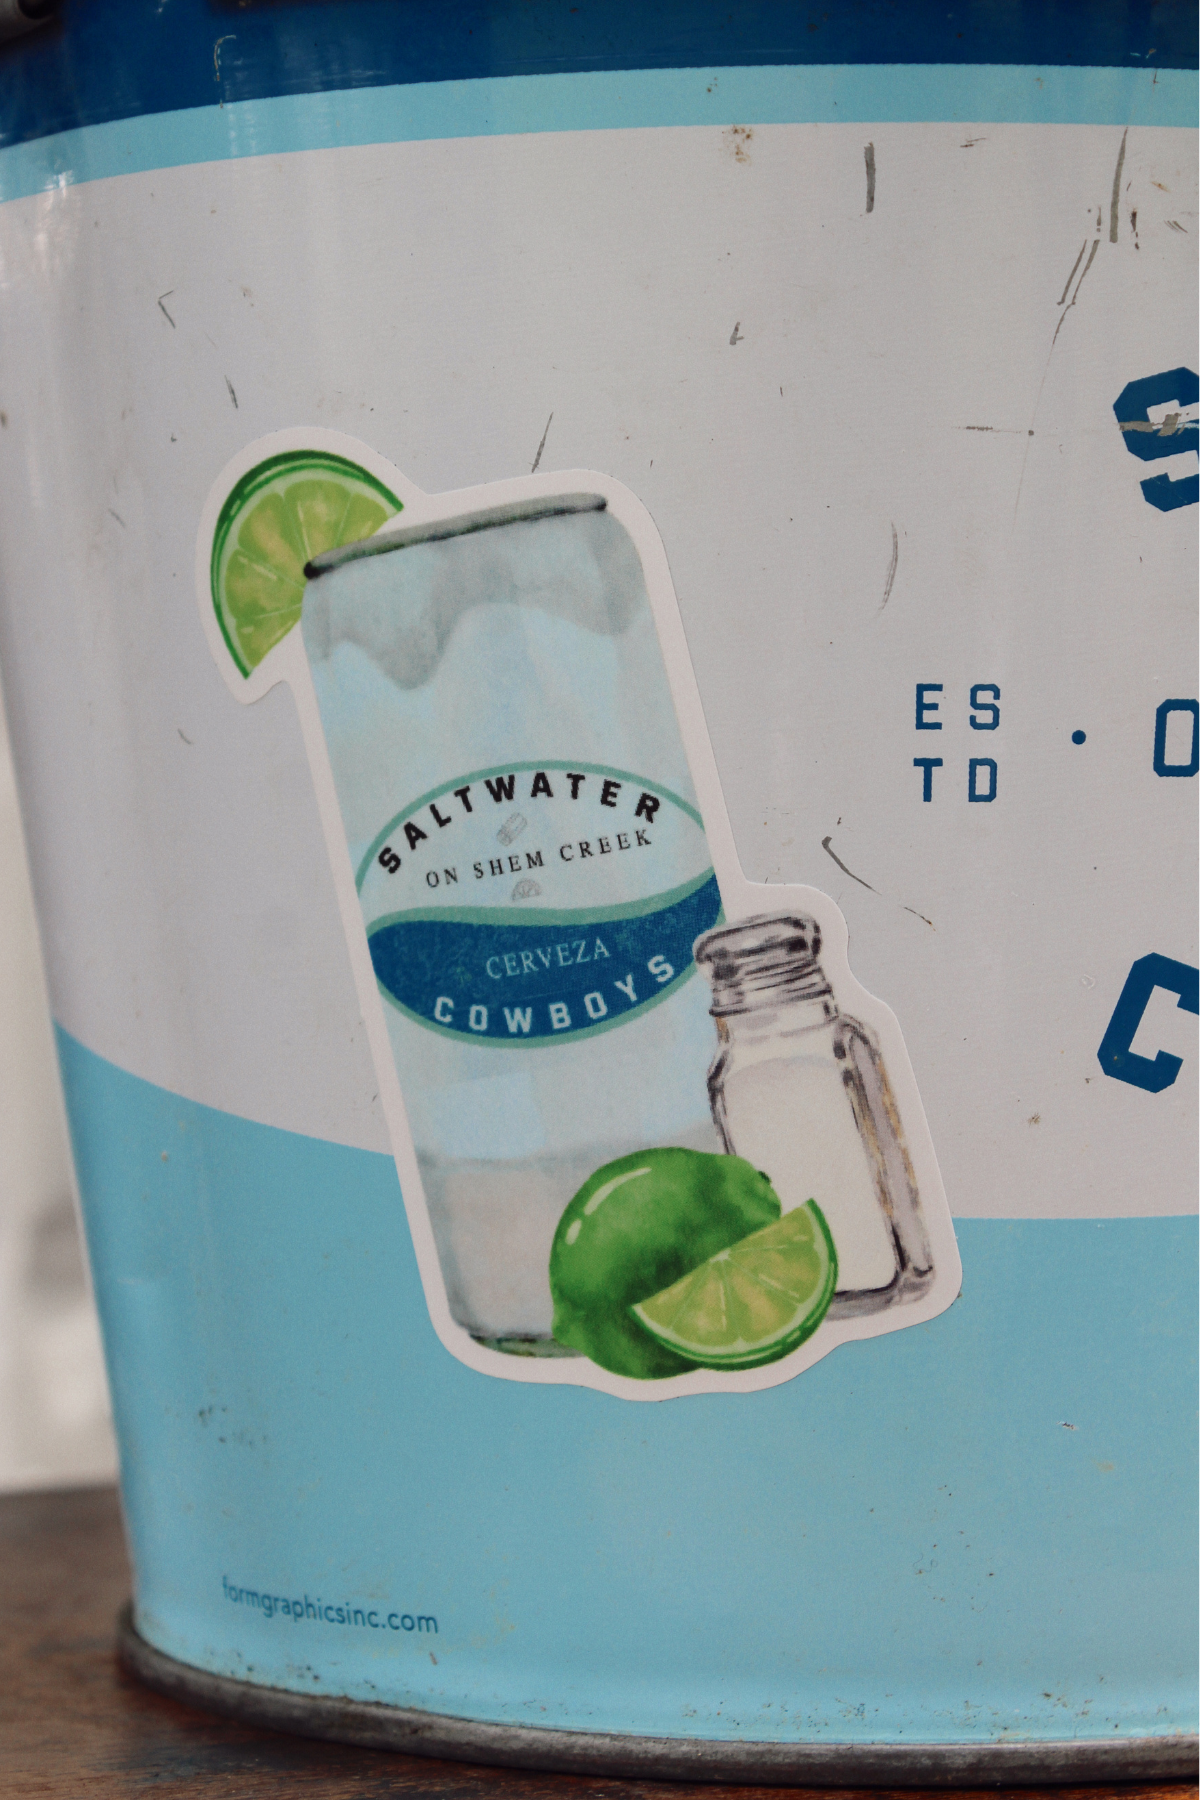 SALTWATER
ON SHEM CREEK
CERVEZA
COWBOYS
S
ES
TD
·
O
C
formgraphicsinc.com